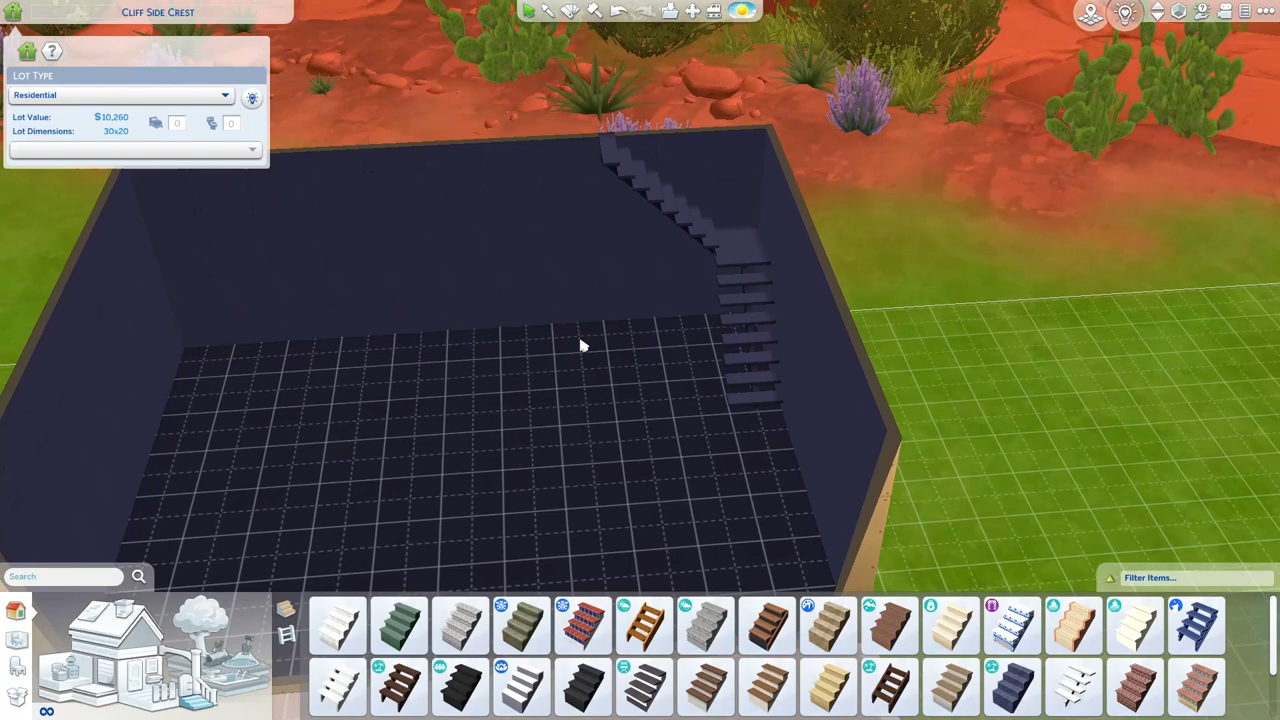 CLIFF SIDE CREST
LOT TYPE
Residential
Lot Value: §10,260
0
0
Lot Dimensions: 30x20
Search
Filter Items...